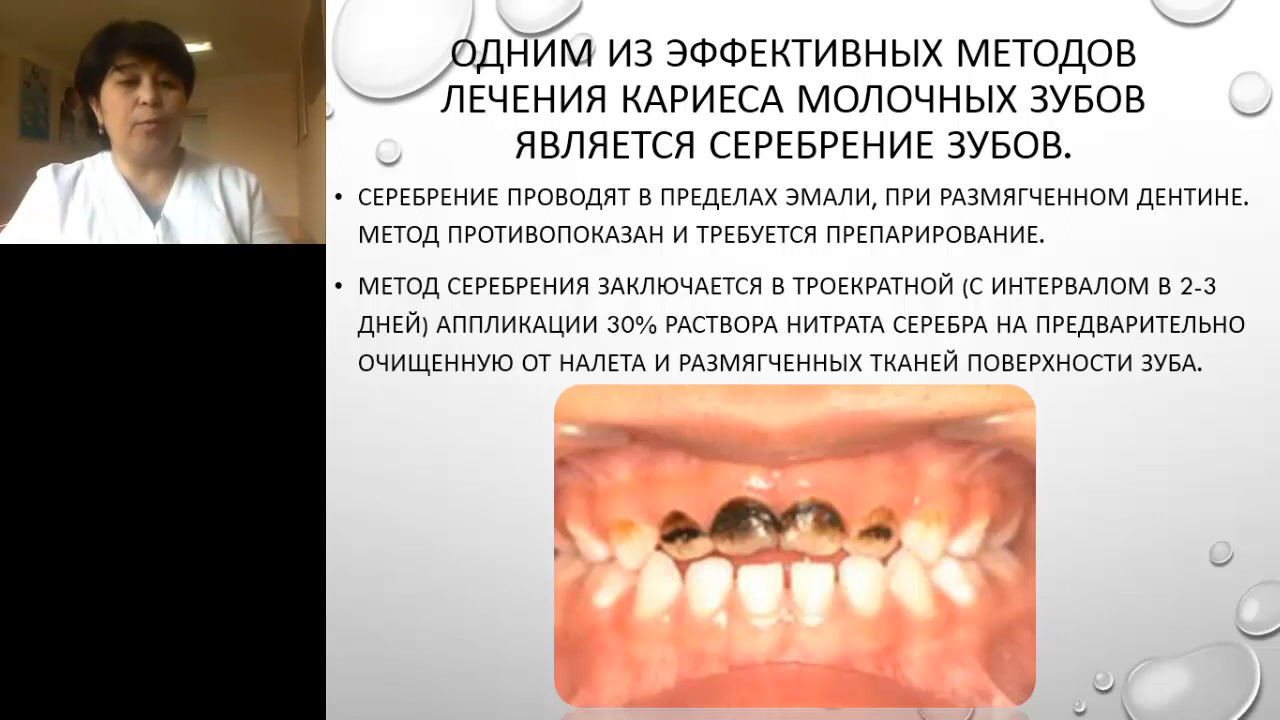 ОДНИМ ИЗ ЭФФЕКТИВНЫХ МЕТОДОВ
ЛЕЧЕНИЯ КАРИЕСА МОЛОЧНЫХ ЗУБОВ
ЯВЛЯЕТСЯ СЕРЕБРЕНИЕ ЗУБОВ.
• СЕРЕБРЕНИЕ ПРОВОДЯТ В ПРЕДЕЛАХ ЭМАЛИ, ПРИ РАЗМЯГЧЕННОМ ДЕНТИНЕ.
МЕТОД ПРОТИВОПОКАЗАН И ТРЕБУЕТСЯ ПРЕПАРИРОВАНИЕ.
• МЕТОД СЕРЕБРЕНИЯ ЗАКЛЮЧАЕТСЯ В ТРОЕКРАТНОЙ (С ИНТЕРВАЛОМ В 2-3
ДНЕЙ) АППЛИКАЦИИ 30% РАСТВОРА НИТРАТА СЕРЕБРА НА ПРЕДВАРИТЕЛЬНО
ОЧИЩЕННУЮ ОТ НАЛЕТА И РАЗМЯГЧЕННЫХ ТКАНЕЙ ПОВЕРХНОСТИ ЗУБА.